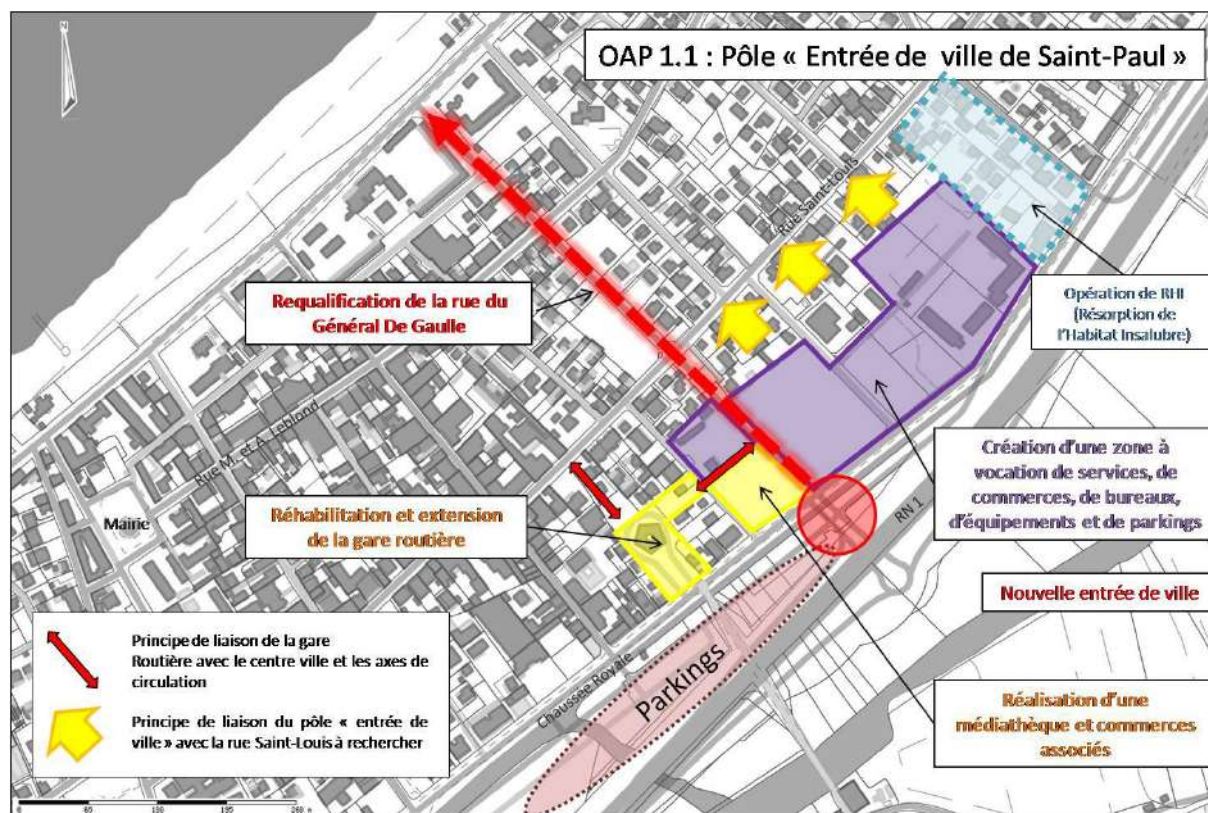 OAP 1.1 : Pôle « Entrée de ville de Saint-Paul »
Rue Saint-Louis
Requalification de la rue du
Général De Gaulle
Opération de RHI
(Résorption de
l'Habitat Insalubre)
Rue M. et A. Leblond
Création d'une zone à
vocation de services, de
commerces, de bureaux,
d'équipements et de parkings
Mairie
Réhabilitation et extension
de la gare routière
RN 1
Nouvelle entrée de ville
Parkings
Chaussée Royale
Réalisation d'une
médiathèque et commerces
associés
Principe de liaison de la gare
Routière avec le centre ville et les axes de
circulation
Principe de liaison du pôle « entrée de
ville » avec la rue Saint-Louis à rechercher
0 65 130 195 260 m